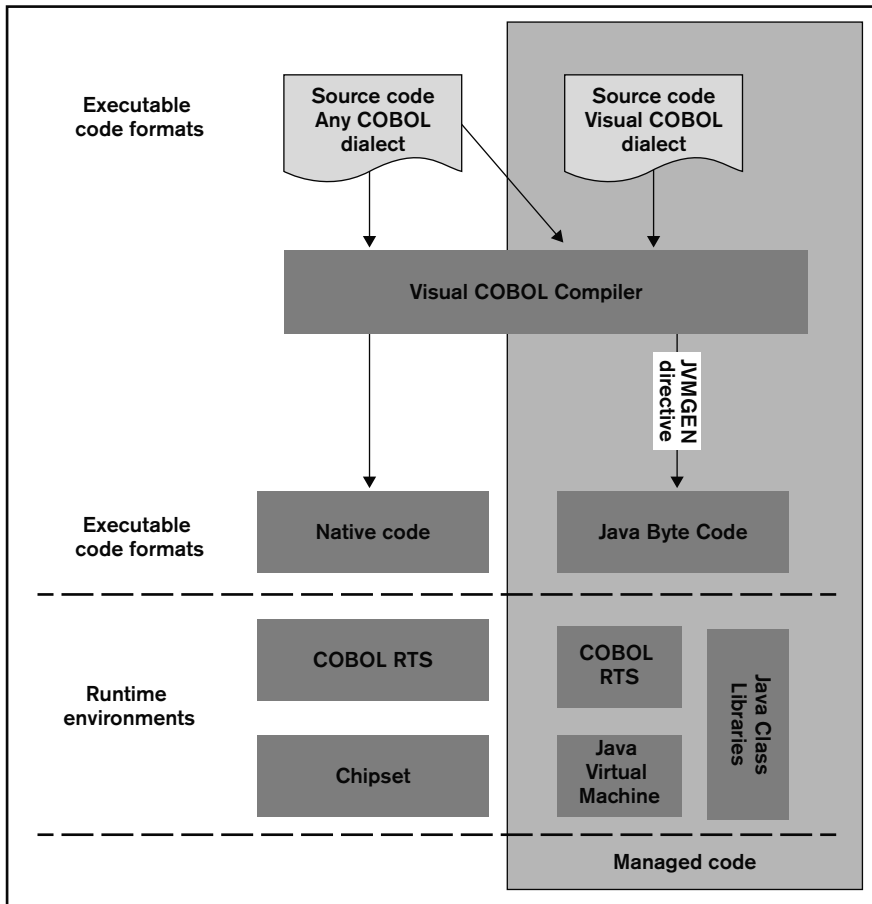 Executable
code formats
Source code
Any COBOL
dialect
Source code
Visual COBOL
dialect
Visual COBOL Compiler
JVMGEN
directive
Executable
code formats
Native code
Java Byte Code
Runtime
environments
COBOL RTS
COBOL
RTS
Java Class
Libraries
Chipset
Java
Virtual
Machine
Managed code